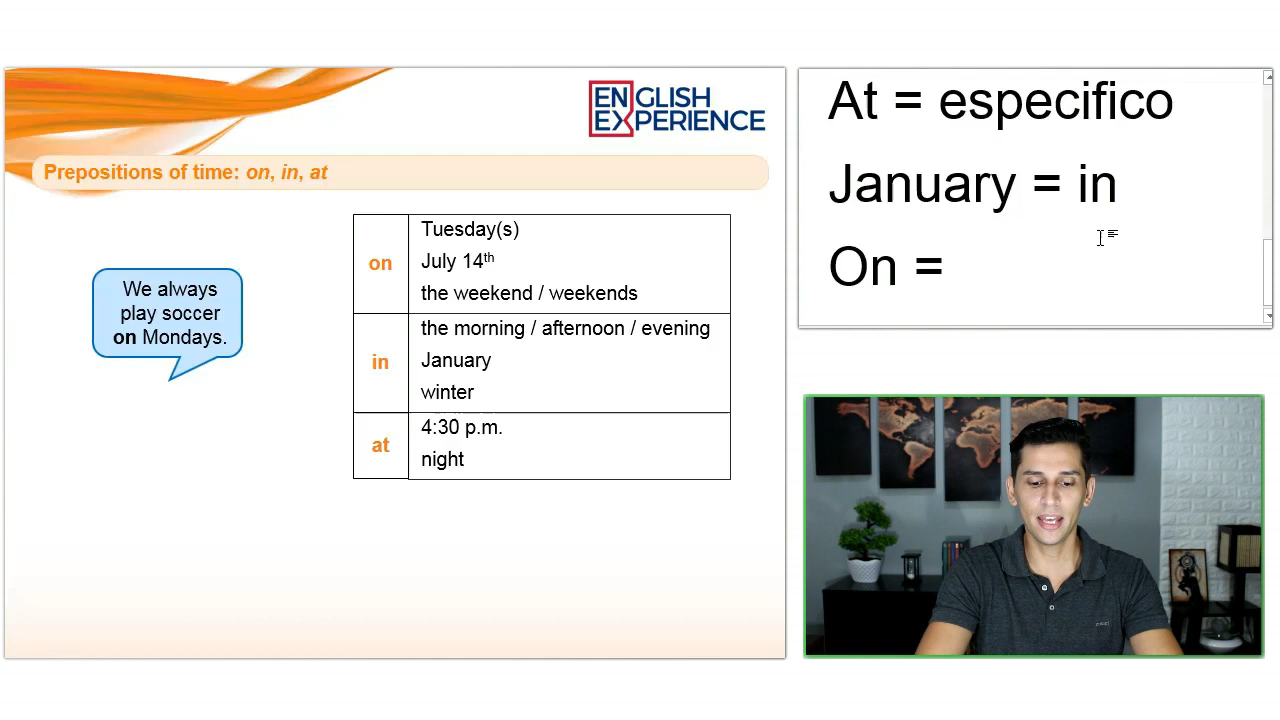 ENGLISH
EXPERIENCE
Prepositions of time: on, in, at
We always
play soccer
on Mondays.
on
Tuesday(s)
July 14th
the weekend / weekends
in
the morning / afternoon / evening
January
winter
at
4:30 p.m.
night
At = especifico
January = in
On =